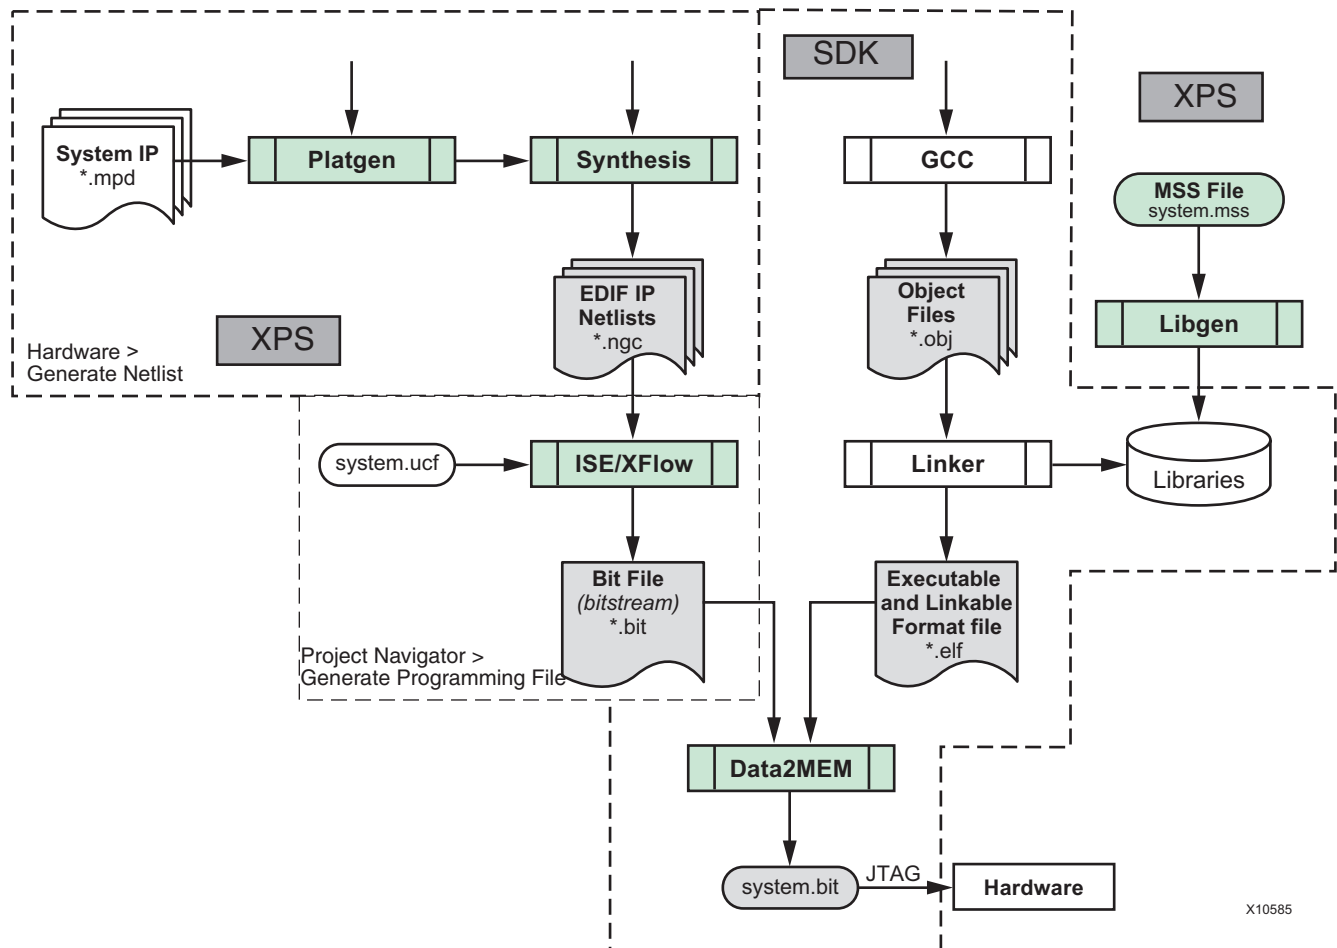 SDK
XPS
System IP
*.mpd
Platgen
Synthesis
GCC
MSS File
system.mss
EDIF IP
Netlists
*.ngc
Object
Files
*.obj
Libgen
XPS
Hardware >
Generate Netlist
system.ucf
ISE/XFlow
Linker
Libraries
Bit File
(bitstream)
*.bit
Executable
and Linkable
Format file
*.elf
Project Navigator >
Generate Programming File
Data2MEM
system.bit
JTAG
Hardware
X10585